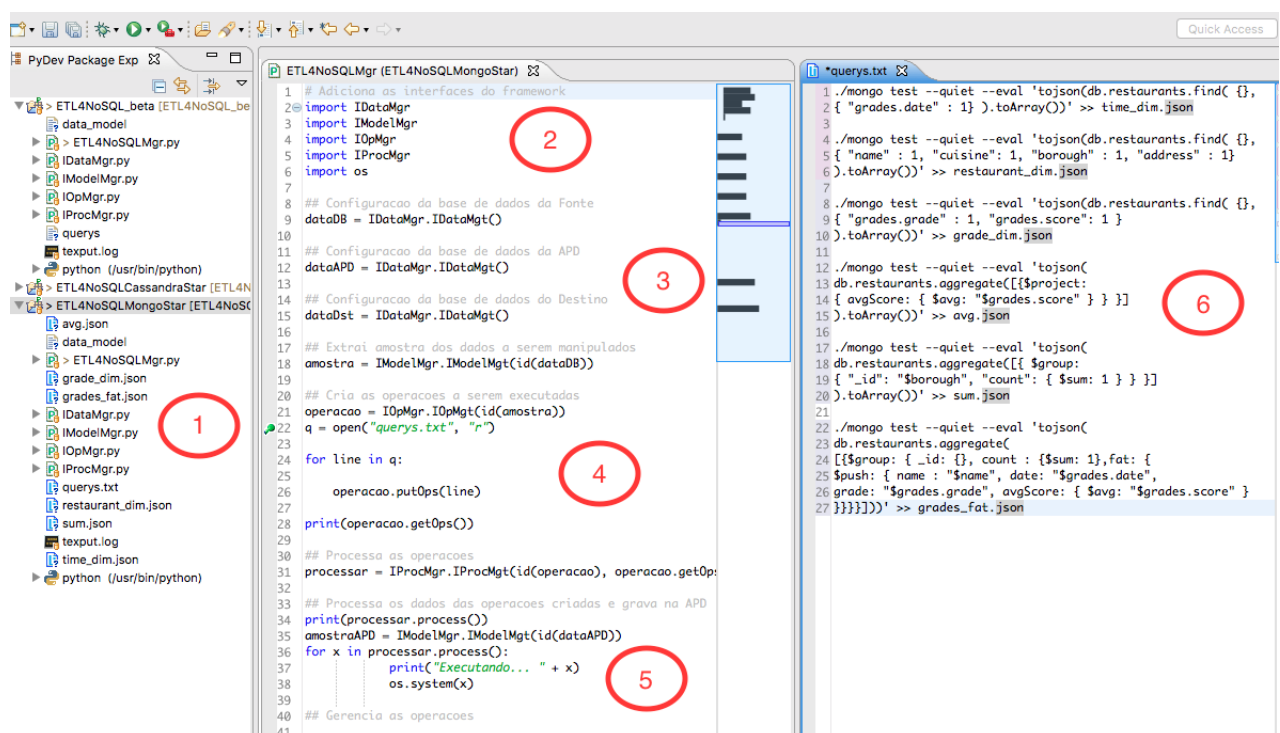 Quick Access
PyDev Package Exp
> ETL4NoSQL_beta [ETL4NoSQL_be
data_model
> ETL4NoSQLMgr.py
IDataMgr.py
IModelMgr.py
IOpMgr.py
IProcMgr.py
querys
texput.log
python (/usr/bin/python)
> ETL4NoSQLCassandraStar [ETL4N
> ETL4NoSQLMongoStar [ETL4NoS
avg.json
data_model
> ETL4NoSQLMgr.py
grade_dim.json
grades_fat.json
IDataMgr.py
IModelMgr.py
IOpMgr.py
IProcMgr.py
querys.txt
restaurant_dim.json
sum.json
texput.log
time_dim.json
python (/usr/bin/python)
1
ETL4NoSQLMgr (ETL4NoSQLMongoStar)
1 # Adiciona as interfaces do framework
2 import IDataMgr
3 import IModelMgr
4 import IOpMgr
5 import IProcMgr
6 import os
7
8 ## Configuracao da base de dados da Fonte
9 dataDB = IDataMgr.IDataMgt()
10
11 ## Configuracao da base de dados da APD
12 dataAPD = IDataMgr.IDataMgt()
13
14 ## Configuracao da base de dados do Destino
15 dataDst = IDataMgr.IDataMgt()
16
17 ## Extrai amostra dos dados a serem manipulados
18 amostra = IModelMgr.IModelMgt(id(dataDB))
19
20 ## Cria as operacoes a serem executadas
21 operacao = IOpMgr.IOpMgt(id(amostra))
22 q = open("querys.txt", "r")
23
24 for line in q:
25
26 operacao.putOps(line)
27
28 print(operacao.getOps())
29
30 ## Processa as operacoes
31 processar = IProcMgr.IProcMgt(id(operacao), operacao.getOps
32
33 ## Processa os dados das operacoes criadas e grava na APD
34 print(processar.process())
35 amostraAPD = IModelMgr.IModelMgt(id(dataAPD))
36 for x in processar.process():
37 print("Executando... " + x)
38 os.system(x)
39
40 ## Gerencia as operacoes
41
2
3
4
5
*querys.txt
1 ./mongo test --quiet --eval 'tojson(db.restaurants.find( {},
2 { "grades.date" : 1} ).toArray())' >> time_dim.json
3
4 ./mongo test --quiet --eval 'tojson(db.restaurants.find( {},
5 { "name" : 1, "cuisine": 1, "borough" : 1, "address" : 1}
6 ).toArray())' >> restaurant_dim.json
7
8 ./mongo test --quiet --eval 'tojson(db.restaurants.find( {},
9 { "grades.grade" : 1, "grades.score": 1 }
10 ).toArray())' >> grade_dim.json
11
12 ./mongo test --quiet --eval 'tojson(
13 db.restaurants.aggregate([{$project:
14 { avgScore: { $avg: "$grades.score" } } }]
15 ).toArray())' >> avg.json
16
17 ./mongo test --quiet --eval 'tojson(
18 db.restaurants.aggregate([{ $group:
19 { "_id": "$borough", "count": { $sum: 1 } } }]
20 ).toArray())' >> sum.json
21
22 ./mongo test --quiet --eval 'tojson(
23 db.restaurants.aggregate(
24 [{$group: { _id: {}, count : {$sum: 1},fat: {
25 $push: { name : "$name", date: "$grades.date",
26 grade: "$grades.grade", avgScore: { $avg: "$grades.score" }
27 }}}}]))' >> grades_fat.json
6